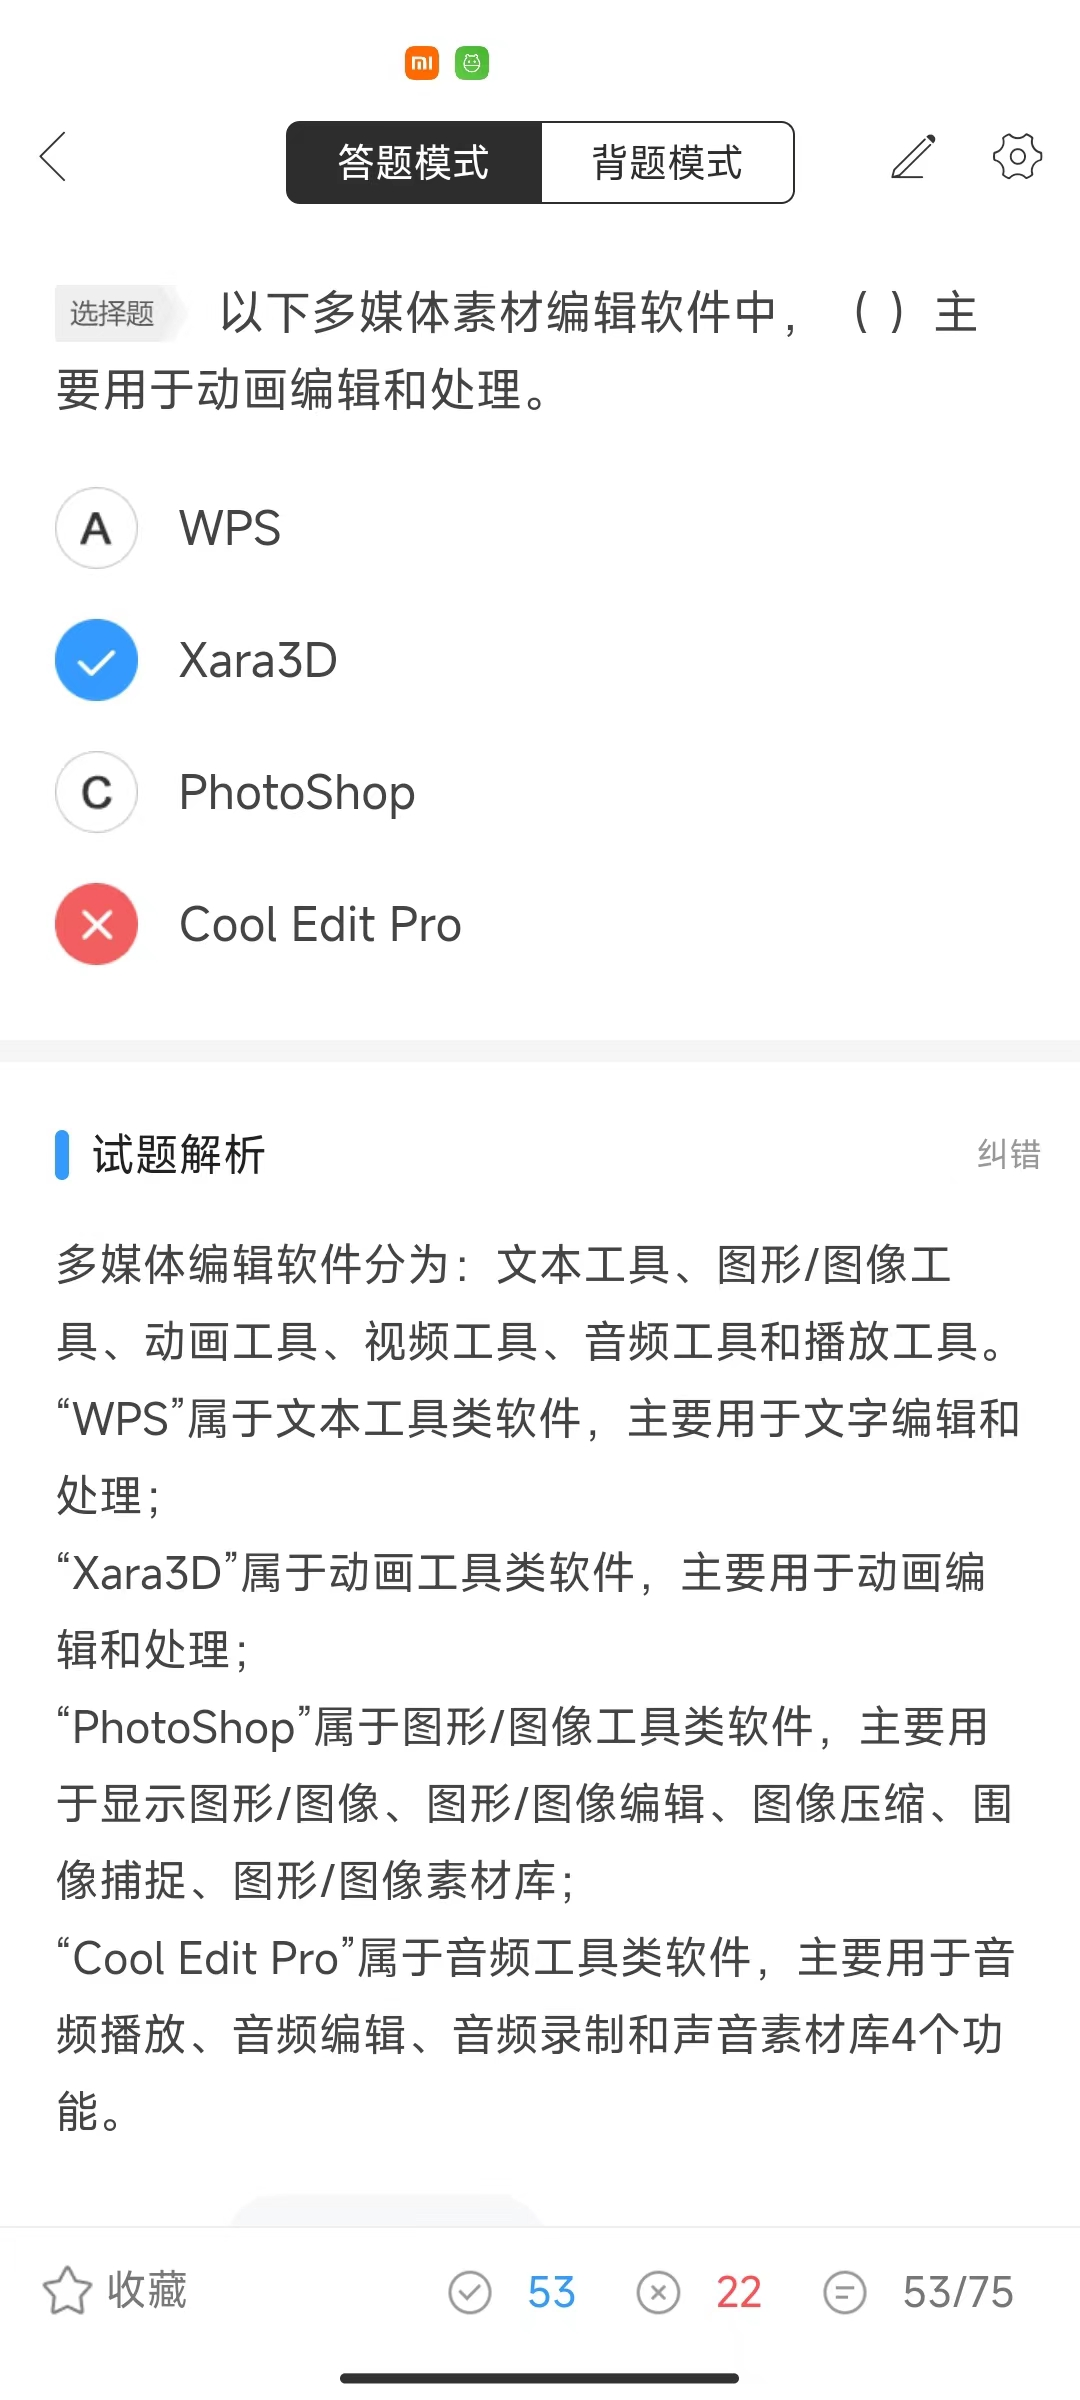 答题模式 背题模式
选择题 以下多媒体素材编辑软件中，（ ）主
要用于动画编辑和处理。
A WPS
Xara3D
C PhotoShop
Cool Edit Pro
试题解析 纠错
多媒体编辑软件分为：文本工具、图形/图像工
具、动画工具、视频工具、音频工具和播放工具。
“WPS”属于文本工具类软件，主要用于文字编辑和
处理；
“Xara3D”属于动画工具类软件，主要用于动画编
辑和处理；
“PhotoShop”属于图形/图像工具类软件，主要用
于显示图形/图像、图形/图像编辑、图像压缩、围
像捕捉、图形/图像素材库；
“Cool Edit Pro”属于音频工具类软件，主要用于音
频播放、音频编辑、音频录制和声音素材库4个功
能。
收藏 53 22 53/75